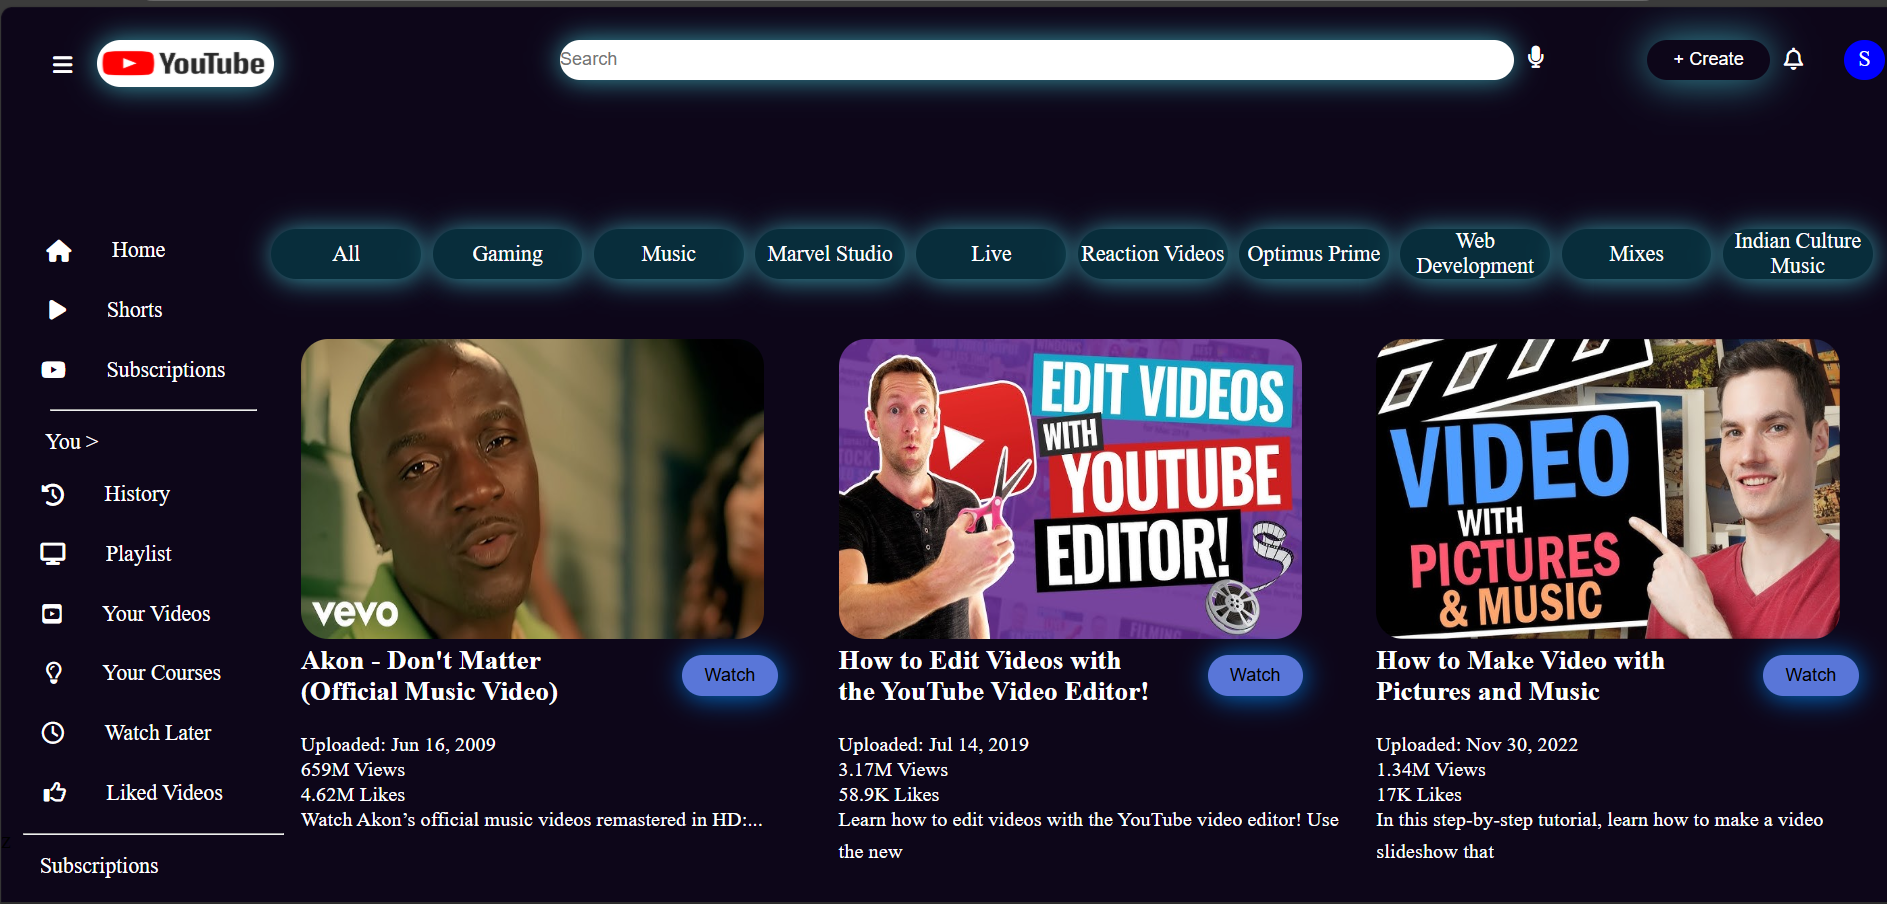 YouTube
Search
+ Create
S
All
Gaming
Music
Marvel Studio
Live
Reaction Videos
Optimus Prime
Web
Development
Mixes
Indian Culture
Music
Home
Shorts
Subscriptions
You >
History
Playlist
Your Videos
Your Courses
Watch Later
Liked Videos
z
Subscriptions
vevo
Akon - Don't Matter
(Official Music Video)
Watch
Uploaded: Jun 16, 2009
659M Views
4.62M Likes
Watch Akon’s official music videos remastered in HD:...
EDIT VIDEOS
WITH
YOUTUBE
EDITOR!
How to Edit Videos with
the YouTube Video Editor!
Watch
Uploaded: Jul 14, 2019
3.17M Views
58.9K Likes
Learn how to edit videos with the YouTube video editor! Use
the new
VIDEO
WITH
PICTURES
& MUSIC
How to Make Video with
Pictures and Music
Watch
Uploaded: Nov 30, 2022
1.34M Views
17K Likes
In this step-by-step tutorial, learn how to make a video
slideshow that